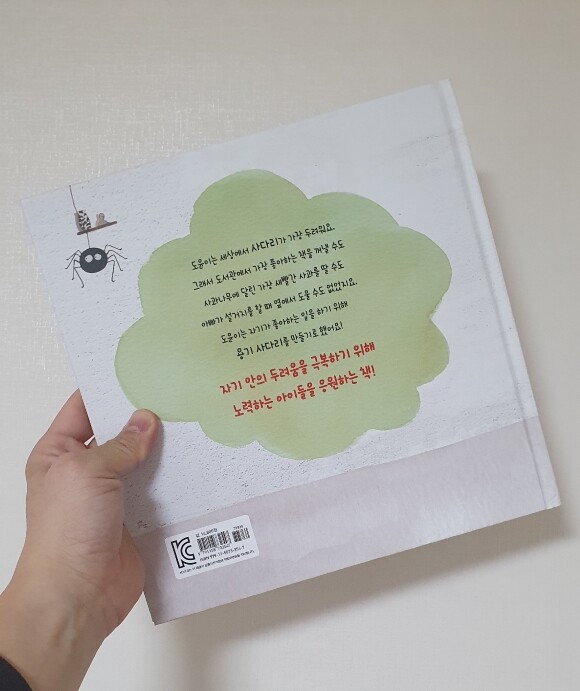 도윤이는 세상에서 사다리가 가장 두려워요.
그래서 도서관에서 가장 좋아하는 책을 꺼낼 수도
사과나무에 달린 가장 새빨간 사과를 딸 수도
아빠가 설거지를 할 때 옆에서 도울 수도 없었지요.
도윤이는 자기가 좋아하는 일을 하기 위해
용기 사다리를 만들기로 했어요!
자기 안의 두려움을 극복하기 위해
노력하는 아이들을 응원하는 책!